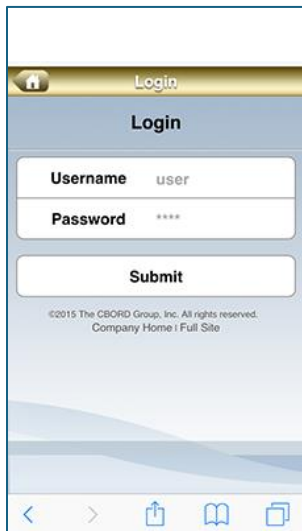 Login
Login
Username user
Password ****
Submit
©2015 The CBORD Group, Inc. All rights reserved.
Company Home | Full Site